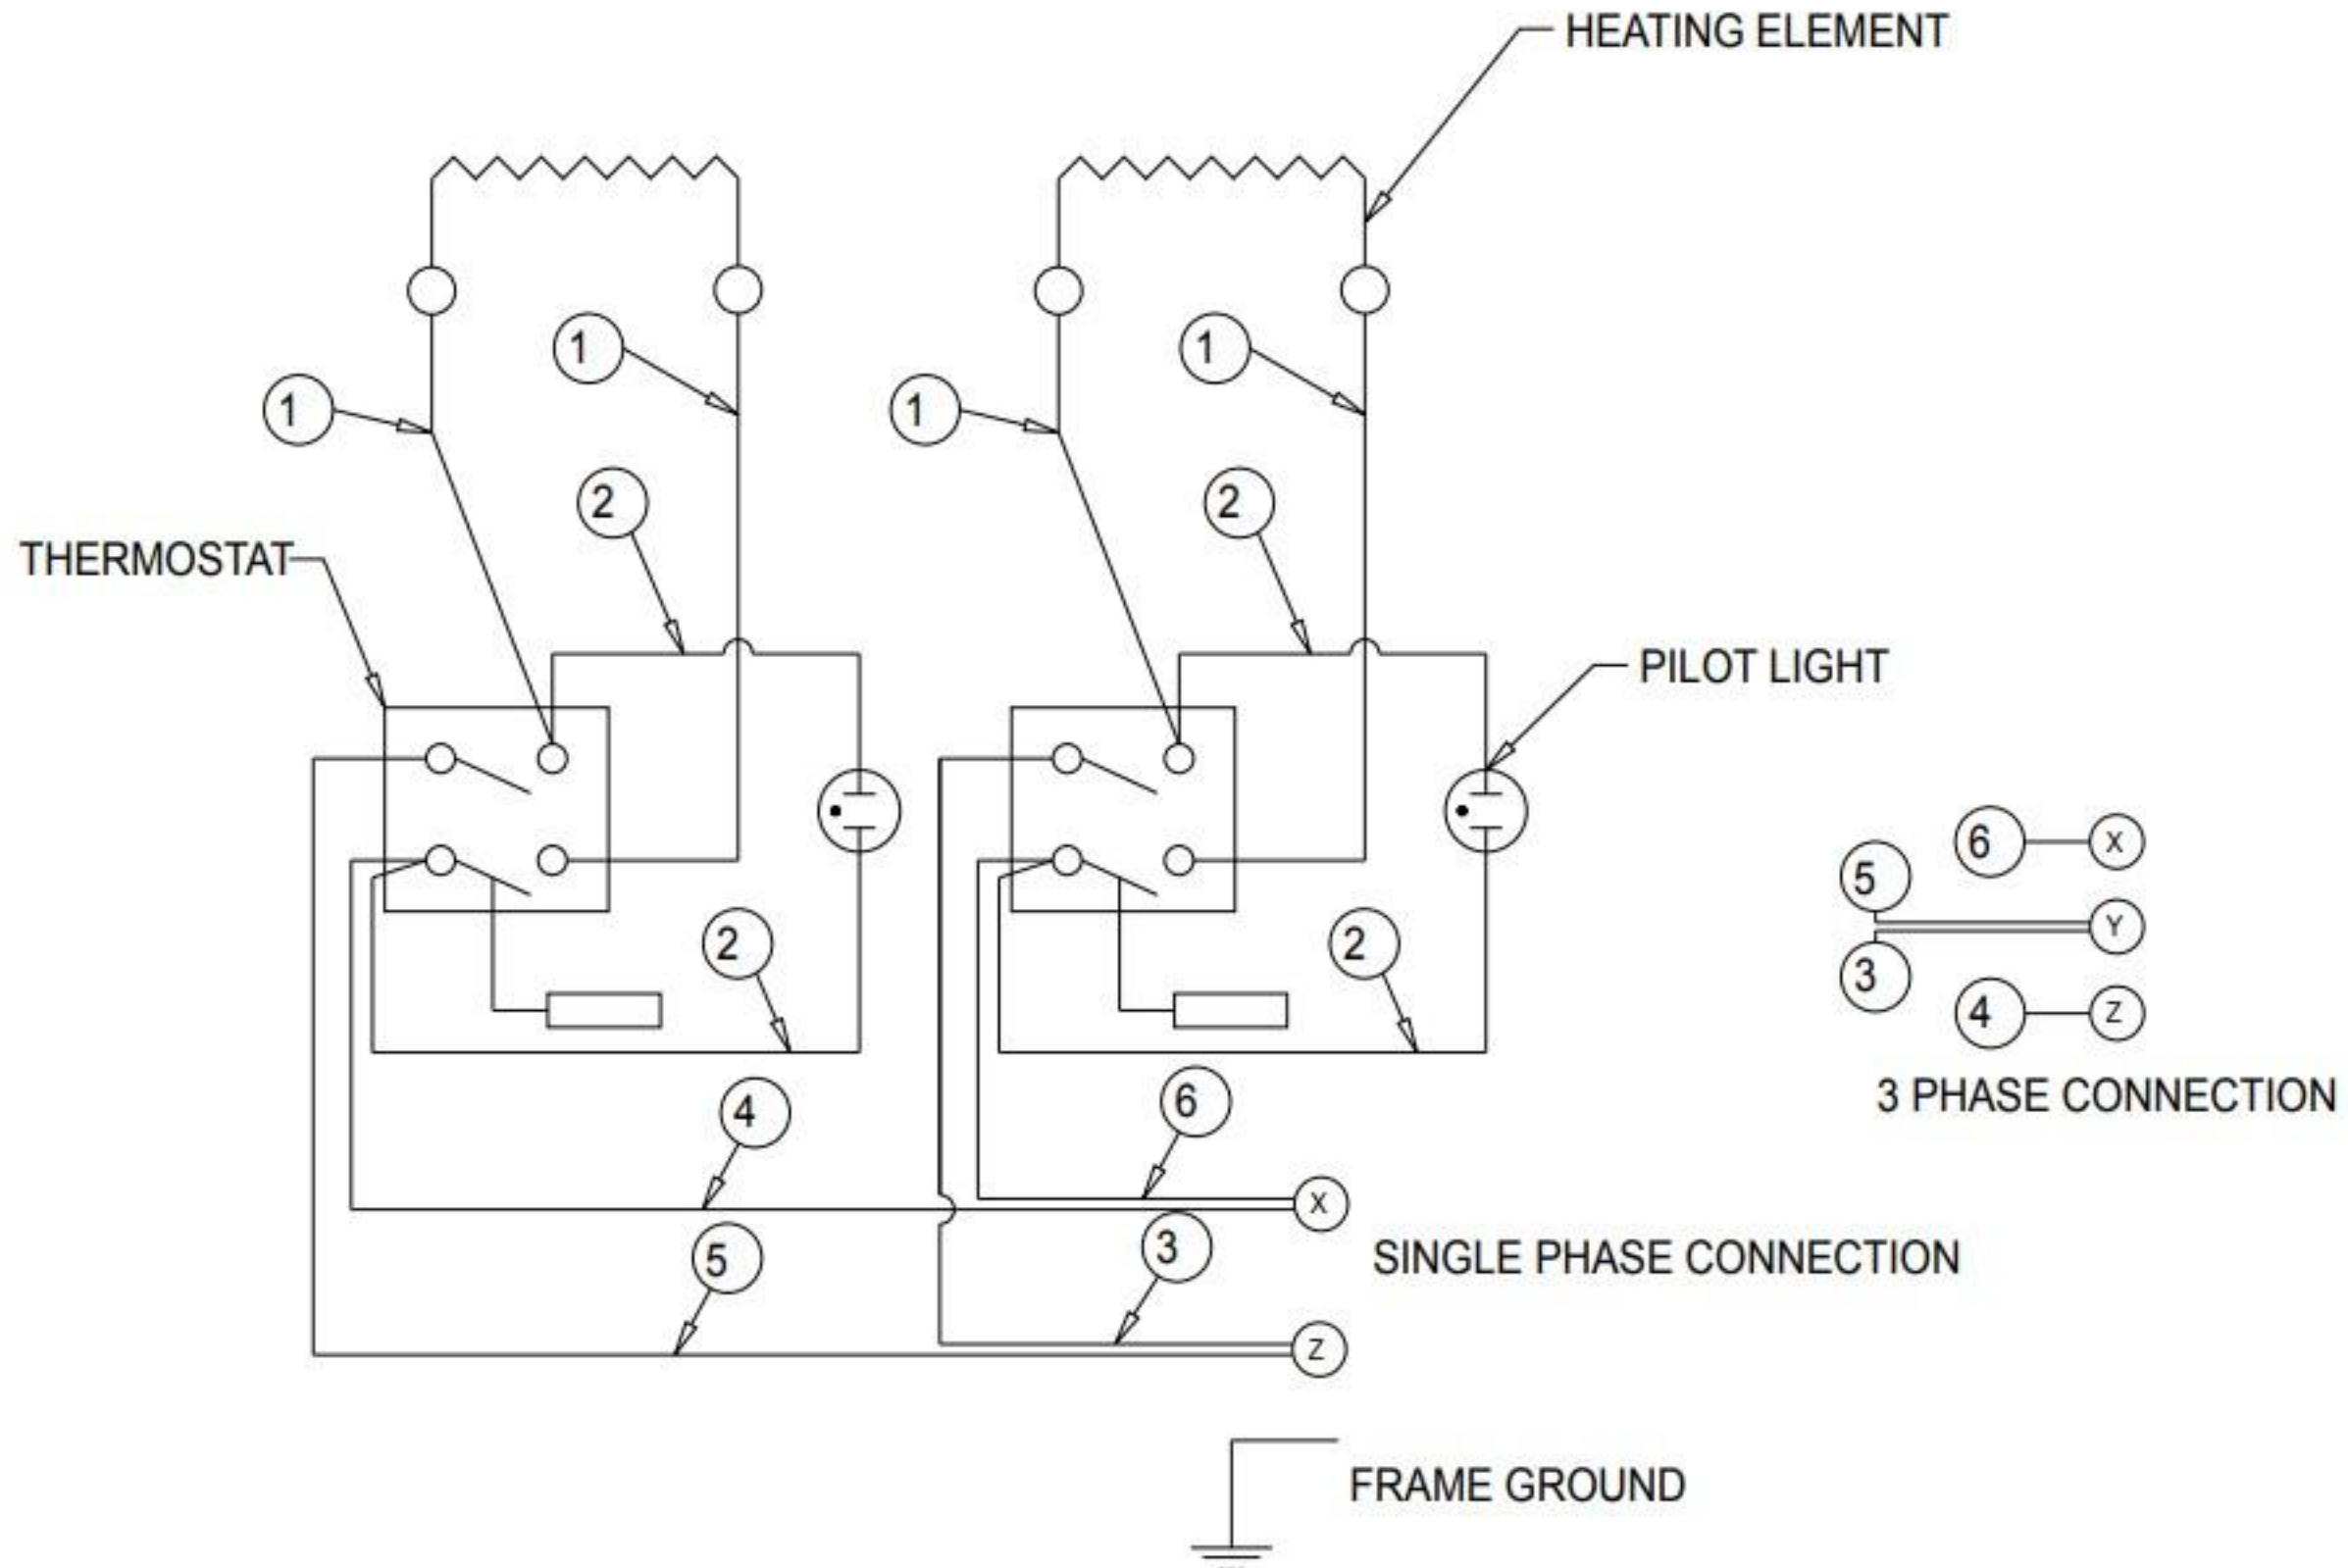 HEATING ELEMENT
1
1
1
1
2
2
THERMOSTAT
PILOT LIGHT
6 X
5
Y
3
4 Z
3 PHASE CONNECTION
2
2
4
6
X
5
3
SINGLE PHASE CONNECTION
Z
FRAME GROUND